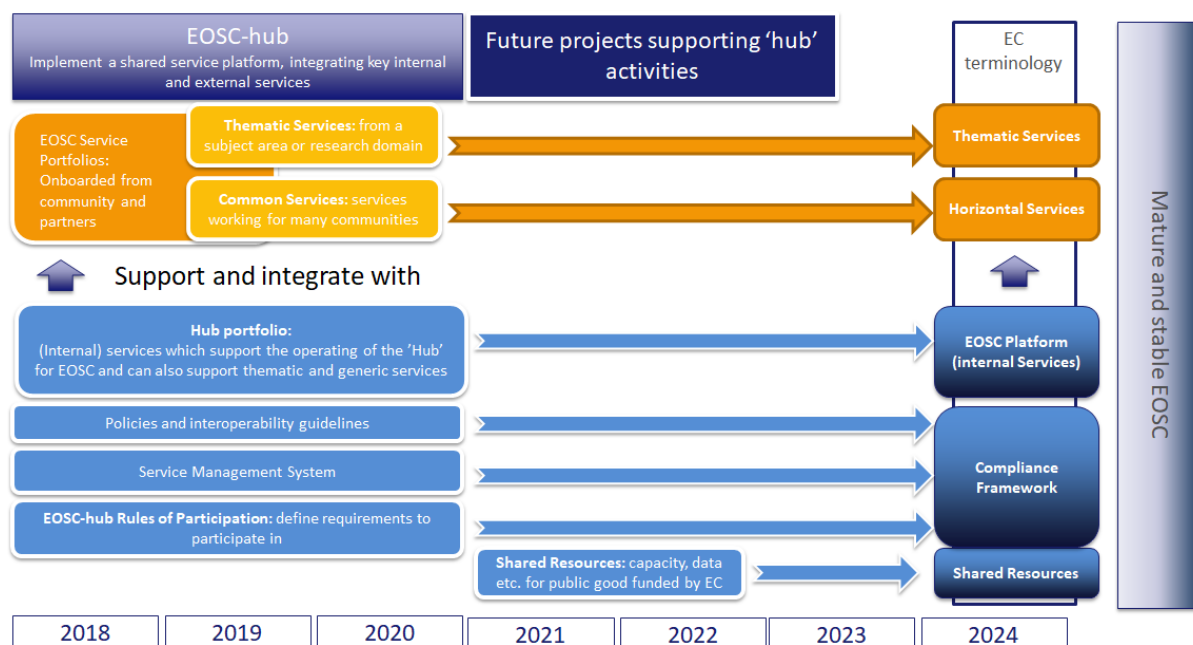 EOSC-hub
Implement a shared service platform, integrating key internal
and external services
Future projects supporting ‘hub’
activities
EC
terminology
EOSC Service
Portfolios:
Onboarded from
community and
partners
Thematic Services: from a
subject area or research domain
Thematic Services
Common Services: services
working for many communities
Horizontal Services
Support and integrate with
Hub portfolio:
(Internal) services which support the operating of the ’Hub’
for EOSC and can also support thematic and generic services
EOSC Platform
(internal Services)
Policies and interoperability guidelines
Service Management System
Compliance
Framework
EOSC-hub Rules of Participation: define requirements to
participate in
Shared Resources: capacity, data
etc. for public good funded by EC
Shared Resources
Mature and stable EOSC
2018
2019
2020
2021
2022
2023
2024